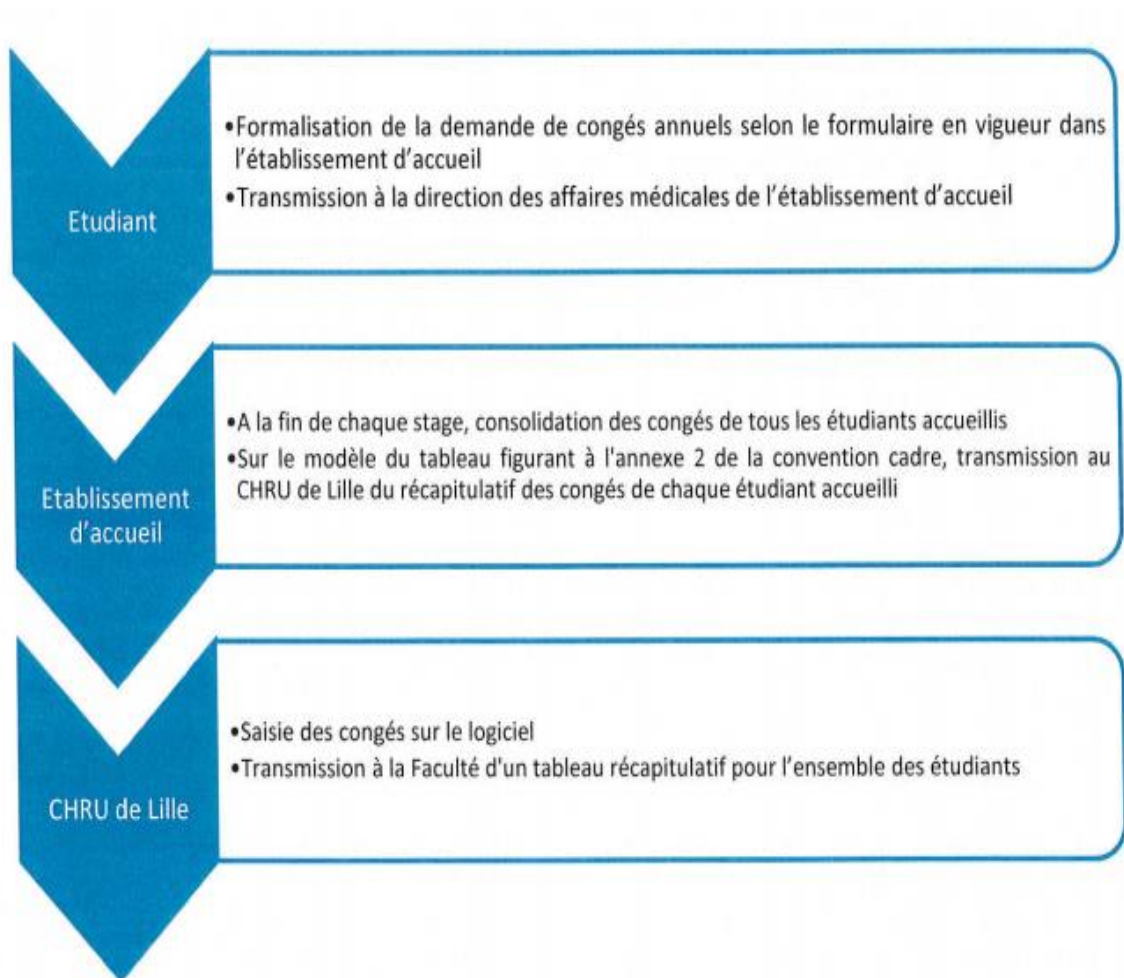 Etudiant
•Formalisation de la demande de congés annuels selon le formulaire en vigueur dans
l'établissement d'accueil
•Transmission à la direction des affaires médicales de l'établissement d'accueil
Etablissement
d'accueil
•A la fin de chaque stage, consolidation des congés de tous les étudiants accueillis
•Sur le modèle du tableau figurant à l'annexe 2 de la convention cadre, transmission au
CHRU de Lille du récapitulatif des congés de chaque étudiant accueilli
CHRU de Lille
•Saisie des congés sur le logiciel
•Transmission à la Faculté d'un tableau récapitulatif pour l'ensemble des étudiants